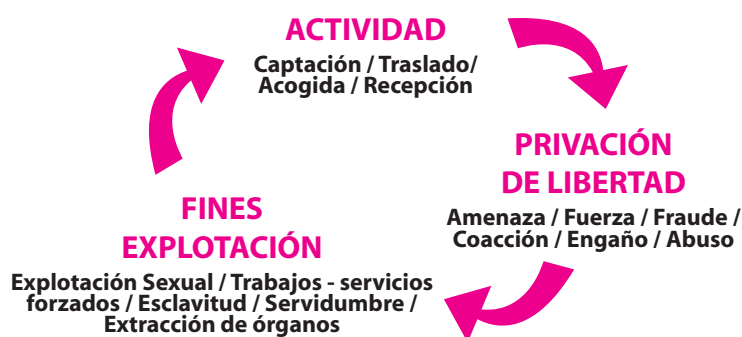 ACTIVIDAD
Captación / Traslado/
Acogida / Recepción
PRIVACIÓN
DE LIBERTAD
Amenaza / Fuerza / Fraude /
Coacción / Engaño / Abuso
FINES
EXPLOTACIÓN
Explotación Sexual / Trabajos - servicios
forzados / Esclavitud / Servidumbre /
Extracción de órganos